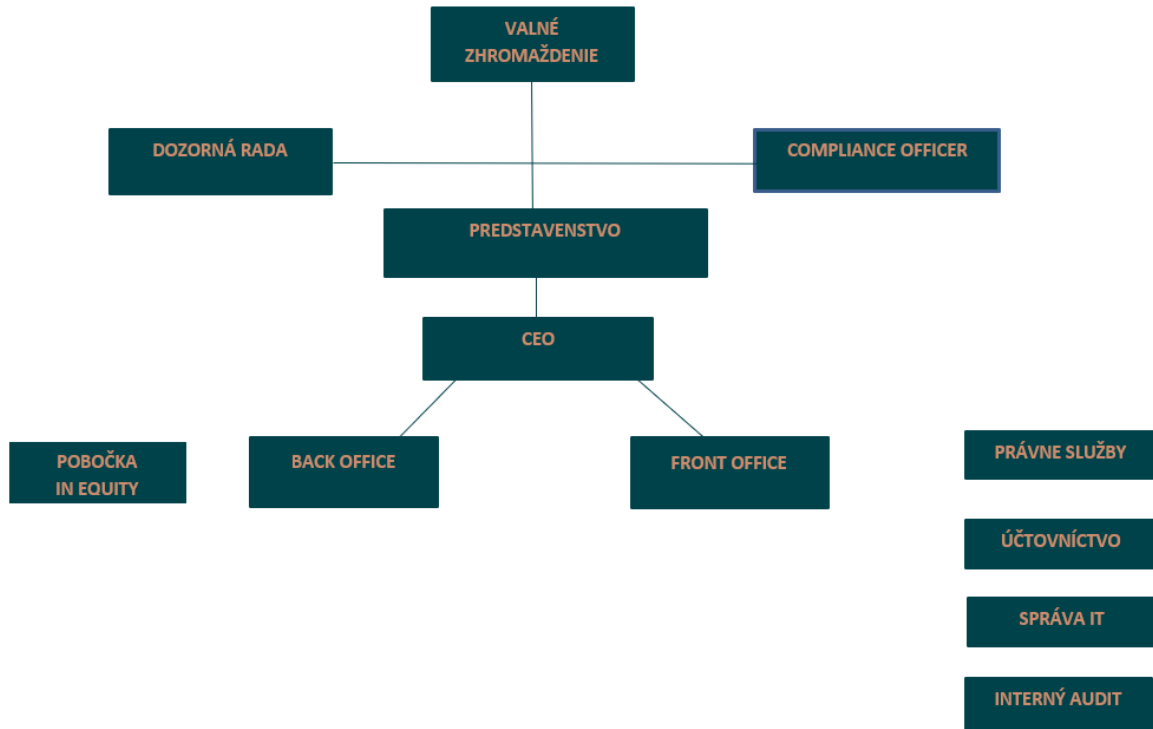 VALNÉ
ZHROMAŽDENIE
DOZORNÁ RADA
COMPLIANCE OFFICER
PREDSTAVENSTVO
CEO
POBOČKA
IN EQUITY
BACK OFFICE
FRONT OFFICE
PRÁVNE SLUŽBY
ÚČTOVNÍCTVO
SPRÁVA IT
INTERNÝ AUDIT